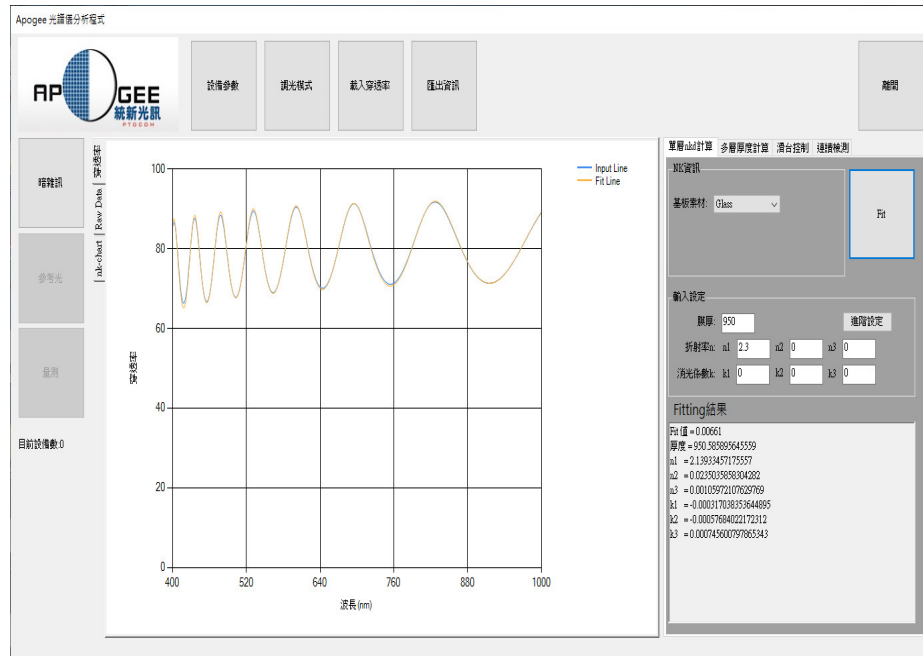 Apogee 光譜儀分析程式
AP GEE
統新光訊
PTOCOM
設備參數
調光模式
載入穿透率
匯出資訊
離開
暗雜訊
參考光
量測
目前設備數:0
穿透率
Raw Data
nk-chart
100
80
60
40
20
0
400
520
640
760
880
1000
穿透率
波長(nm)
Input Line
Fit Line
單層nkd計算
多層厚度計算
滑台控制
連續檢測
NK資訊
基板素材: Glass
Fit
輸入設定
膜厚: 950
進階設定
折射率n: n1 2.3 n2 0 n3 0
消光係數k: k1 0 k2 0 k3 0
Fitting結果
Fit 值 = 0.00661
厚度 = 950.585895645559
n1 = 2.13933457175557
n2 = 0.0235035858304282
n3 = 0.00105972107629769
k1 = -0.000317038353644895
k2 = -0.00057684022172312
k3 = 0.000745600797865343